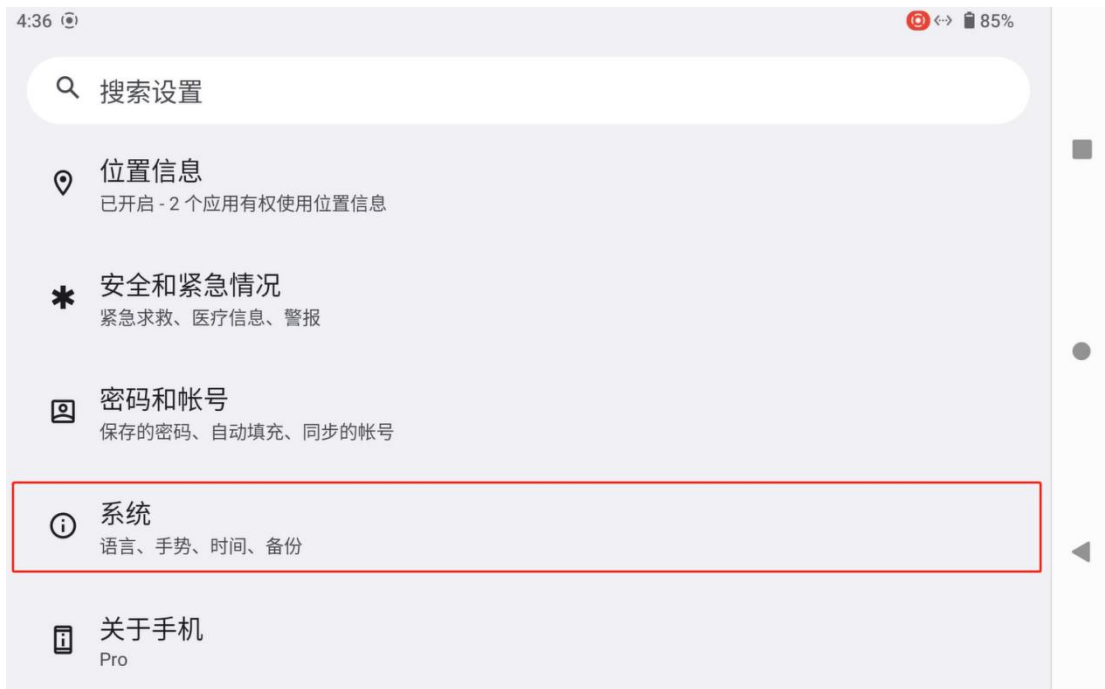 4:36
85%
搜索设置
位置信息
已开启 - 2 个应用有权使用位置信息
安全和紧急情况
紧急求救、医疗信息、警报
密码和帐号
保存的密码、自动填充、同步的帐号
系统
语言、手势、时间、备份
关于手机
Pro